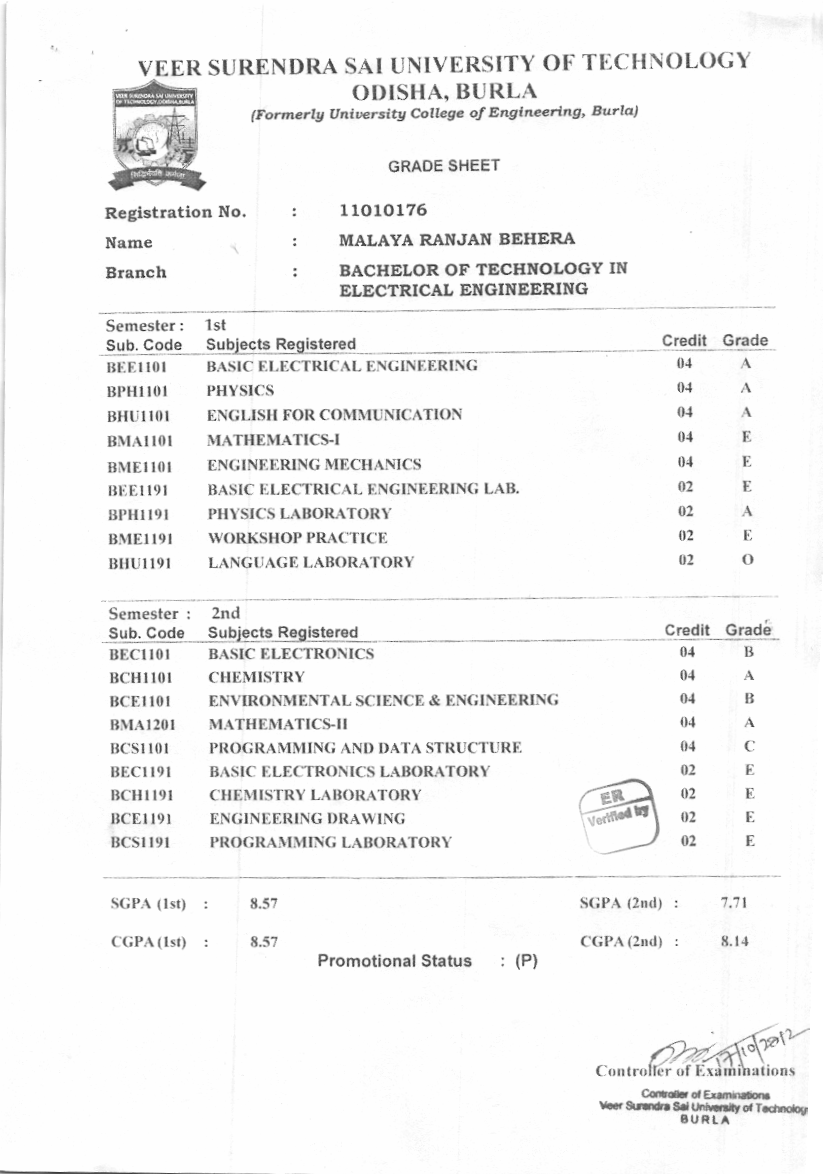 VEER SURENDRA SAI UNIVERSITY OF TECHNOLOGY
ODISHA, BURLA
(Formerly University College of Engineering, Burla)
VEER SURENDRA SAI UNIVERSITY
OF TECHNOLOGY, ODISHA, BURLA
GRADE SHEET
Registration No. : 11010176
Name : MALAYA RANJAN BEHERA
Branch : BACHELOR OF TECHNOLOGY IN
ELECTRICAL ENGINEERING
Semester : 1st
Sub. Code Subjects Registered Credit Grade
BEE1101 BASIC ELECTRICAL ENGINEERING 04 A
BPH1101 PHYSICS 04 A
BHU1101 ENGLISH FOR COMMUNICATION 04 A
BMA1101 MATHEMATICS-I 04 E
BME1101 ENGINEERING MECHANICS 04 E
BEE1191 BASIC ELECTRICAL ENGINEERING LAB. 02 E
BPH1191 PHYSICS LABORATORY 02 A
BME1191 WORKSHOP PRACTICE 02 E
BHU1191 LANGUAGE LABORATORY 02 O
Semester : 2nd
Sub. Code Subjects Registered Credit Grade
BEC1101 BASIC ELECTRONICS 04 B
BCH1101 CHEMISTRY 04 A
BCE1101 ENVIRONMENTAL SCIENCE & ENGINEERING 04 B
BMA1201 MATHEMATICS-II 04 A
BCS1101 PROGRAMMING AND DATA STRUCTURE 04 C
BEC1191 BASIC ELECTRONICS LABORATORY 02 E
BCH1191 CHEMISTRY LABORATORY 02 E
BCE1191 ENGINEERING DRAWING 02 E
BCS1191 PROGRAMMING LABORATORY 02 E
ER
Verified by
SGPA (1st) : 8.57 SGPA (2nd) : 7.71
CGPA (1st) : 8.57 CGPA (2nd) : 8.14
Promotional Status : (P)
17/10/2012
Controller of Examinations
Controller of Examinations
Veer Surendra Sai University of Technology
BURLA